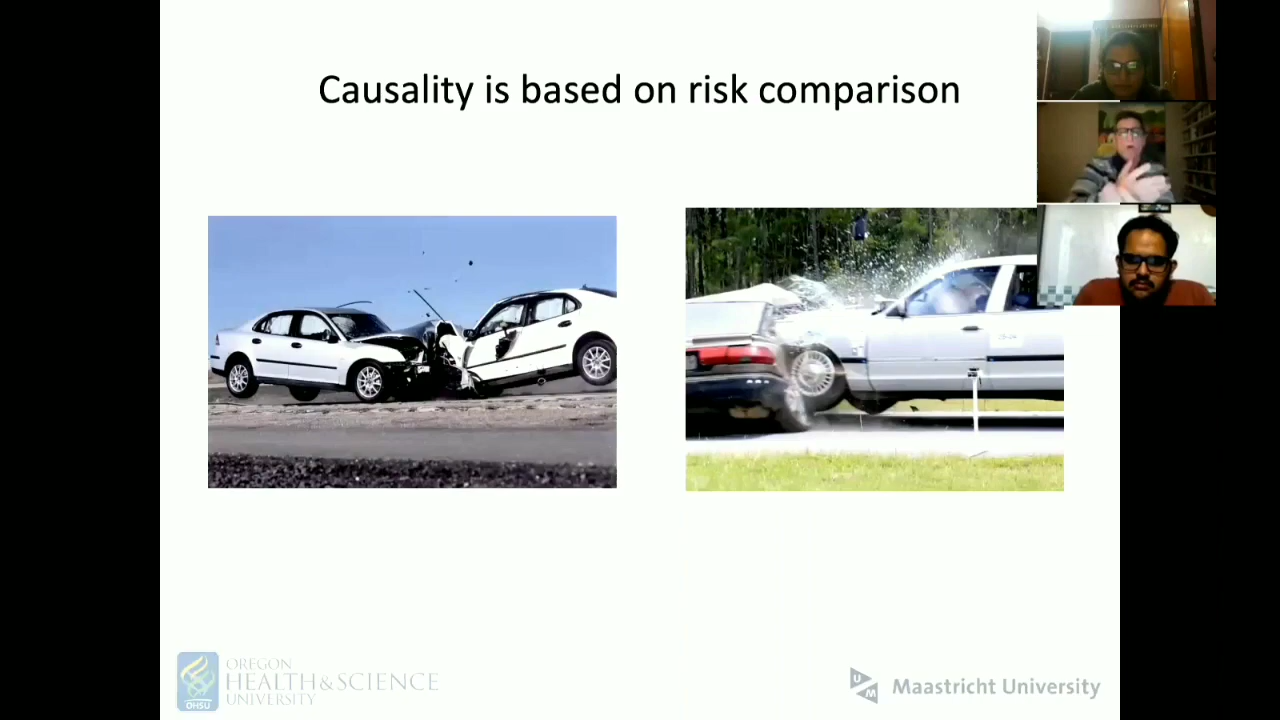 Causality is based on risk comparison
OREGON
HEALTH & SCIENCE
UNIVERSITY
OHSU
U
M
Maastricht University